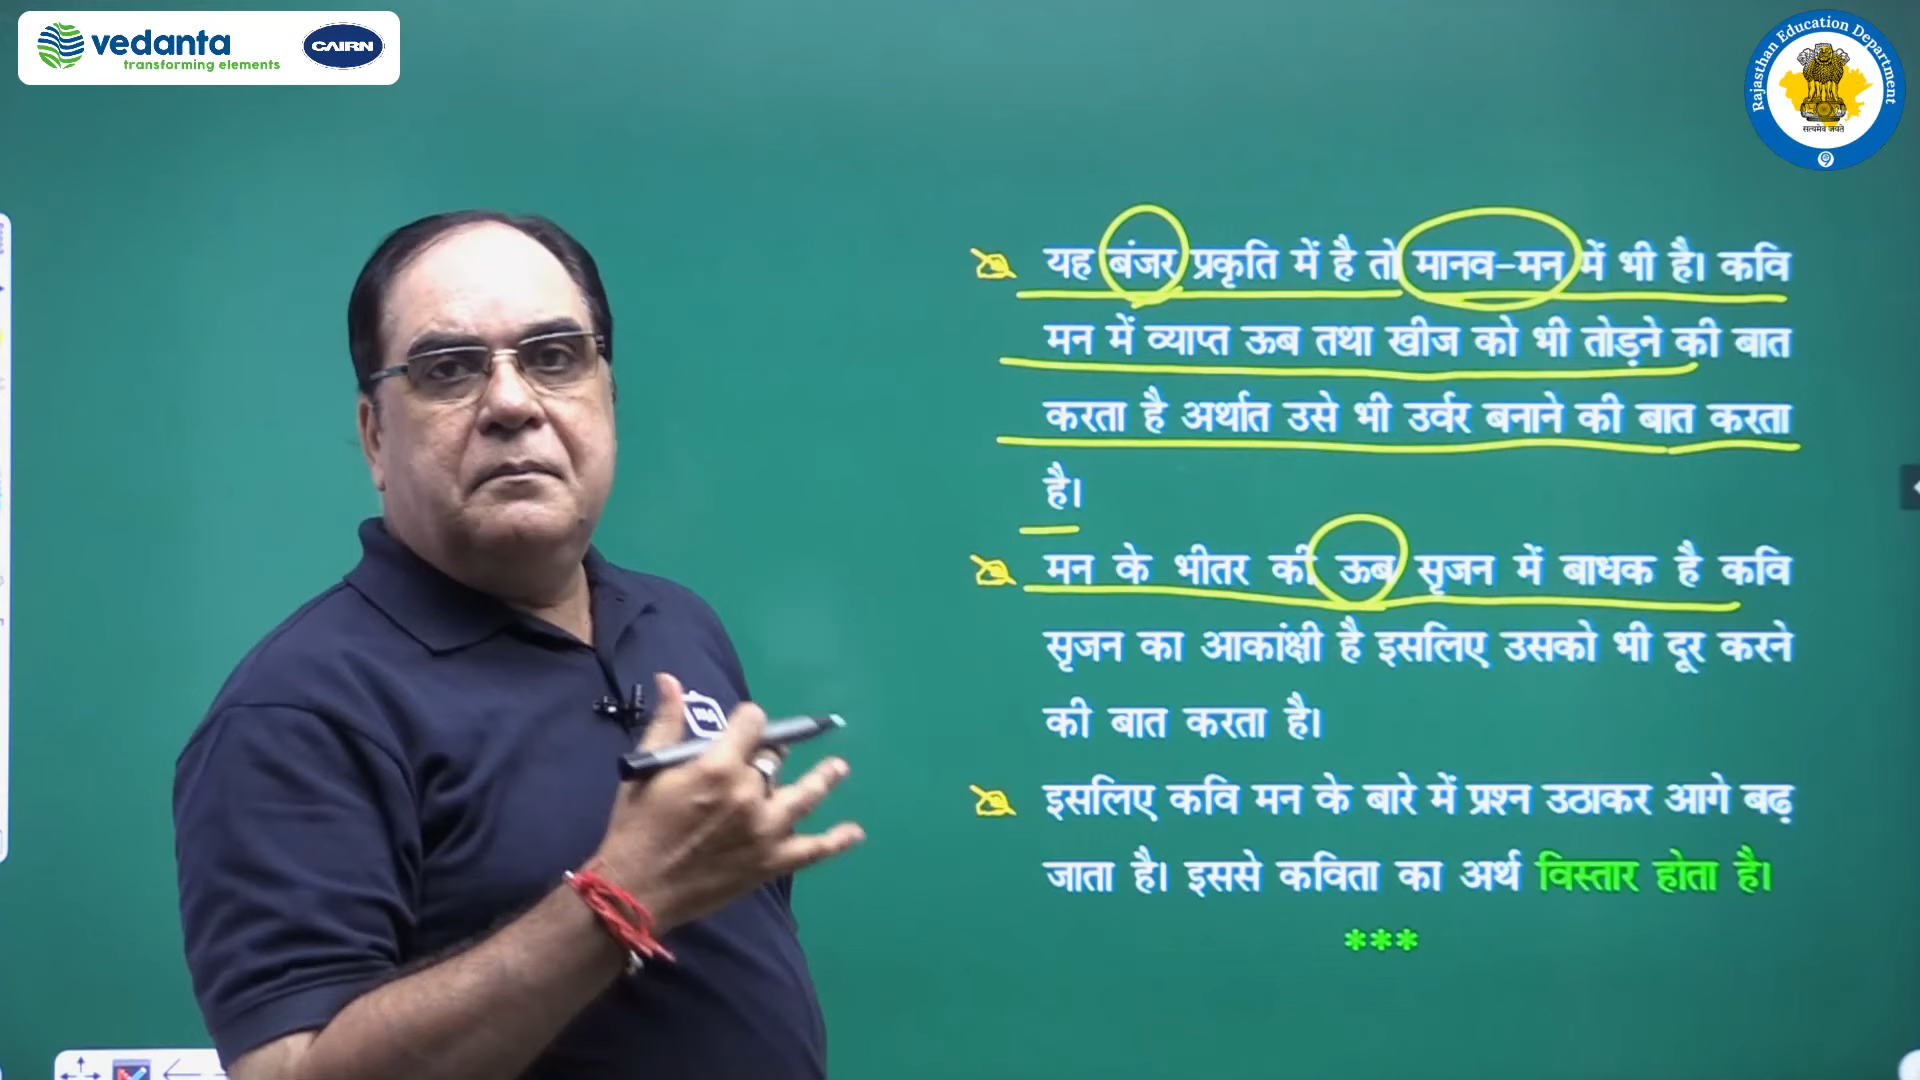 vedanta
transforming elements
CAIRN
Rajasthan Education Department
सत्यमेव जयते
यह बंजर प्रकृति में है तो मानव-मन में भी है। कवि
मन में व्याप्त ऊब तथा खीज को भी तोड़ने की बात
करता है अर्थात उसे भी उर्वर बनाने की बात करता
है।
मन के भीतर की ऊब सृजन में बाधक है कवि
सृजन का आकांक्षी है इसलिए उसको भी दूर करने
की बात करता है।
इसलिए कवि मन के बारे में प्रश्न उठाकर आगे बढ़
जाता है। इससे कविता का अर्थ विस्तार होता है।
***